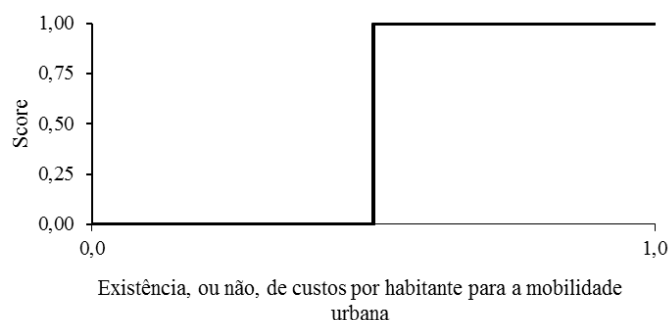 1,00
0,75
0,50
0,25
0,00
Score
0,0
1,0
Existência, ou não, de custos por habitante para a mobilidade
urbana